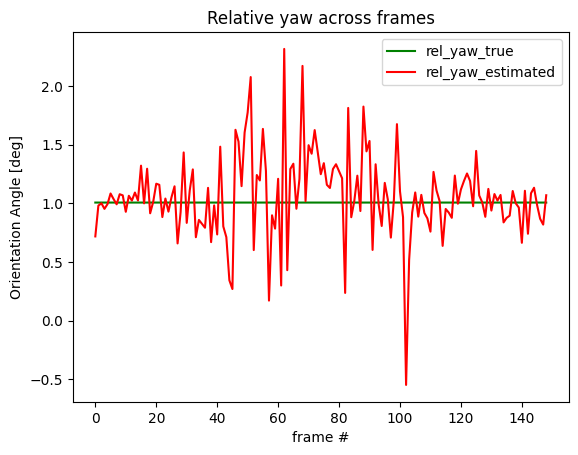 Relative yaw across frames
rel_yaw_true
rel_yaw_estimated
Orientation Angle [deg]
2.0
1.5
1.0
0.5
0.0
−0.5
0 20 40 60 80 100 120 140
frame #